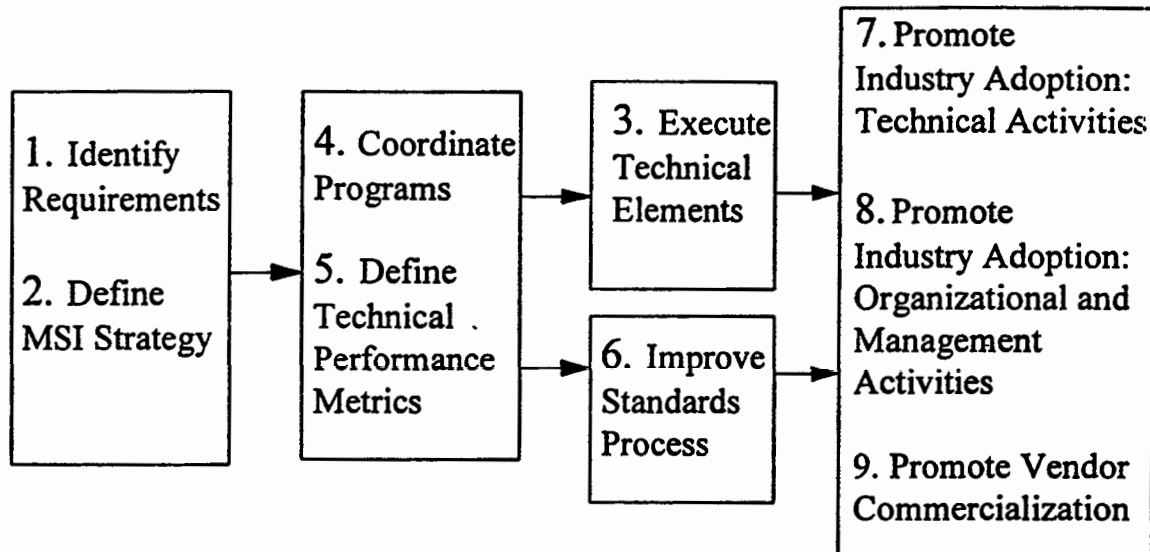 1. Identify
Requirements
2. Define
MSI Strategy
4. Coordinate
Programs
5. Define
Technical
Performance
Metrics
3. Execute
Technical
Elements
6. Improve
Standards
Process
7. Promote
Industry Adoption:
Technical Activities
8. Promote
Industry Adoption:
Organizational and
Management
Activities
9. Promote Vendor
Commercialization